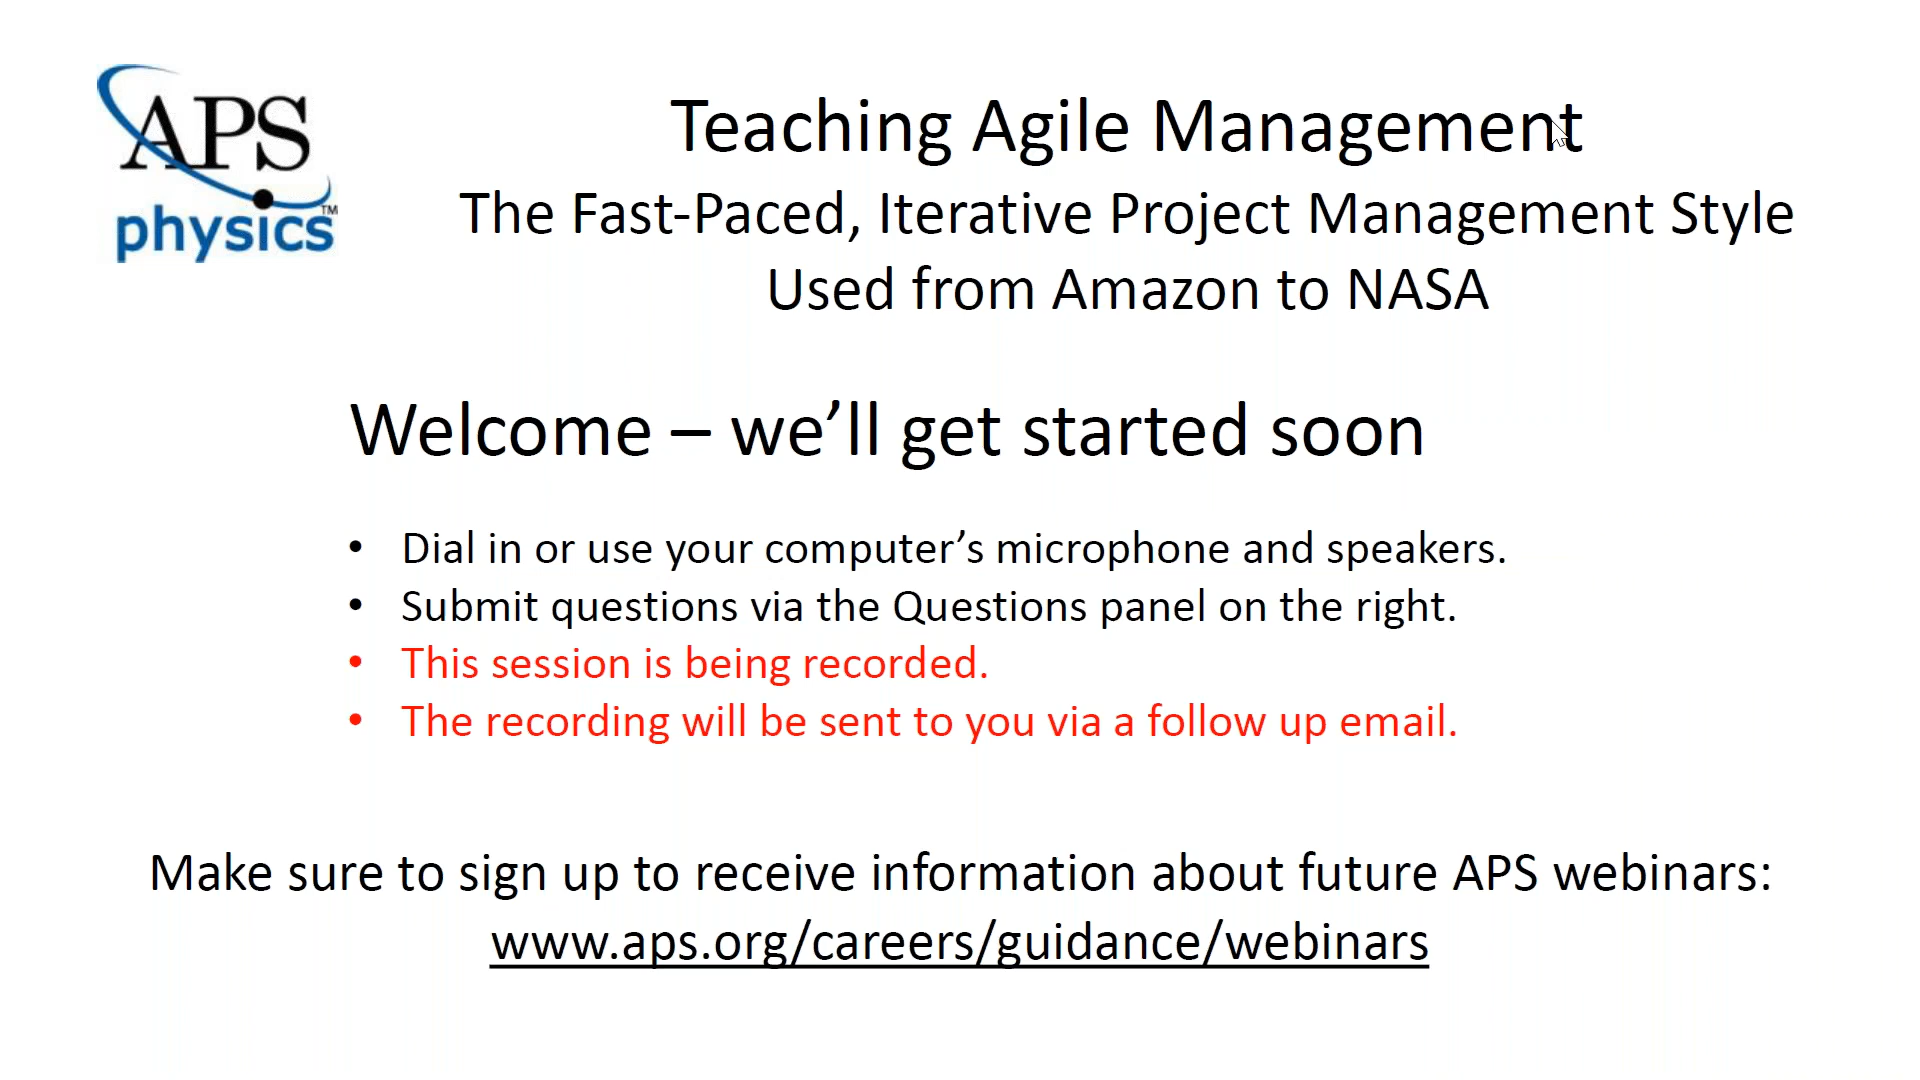 APS
physics™
Teaching Agile Management
The Fast-Paced, Iterative Project Management Style
Used from Amazon to NASA
Welcome – we’ll get started soon
• Dial in or use your computer’s microphone and speakers.
• Submit questions via the Questions panel on the right.
• This session is being recorded.
• The recording will be sent to you via a follow up email.
Make sure to sign up to receive information about future APS webinars:
www.aps.org/careers/guidance/webinars